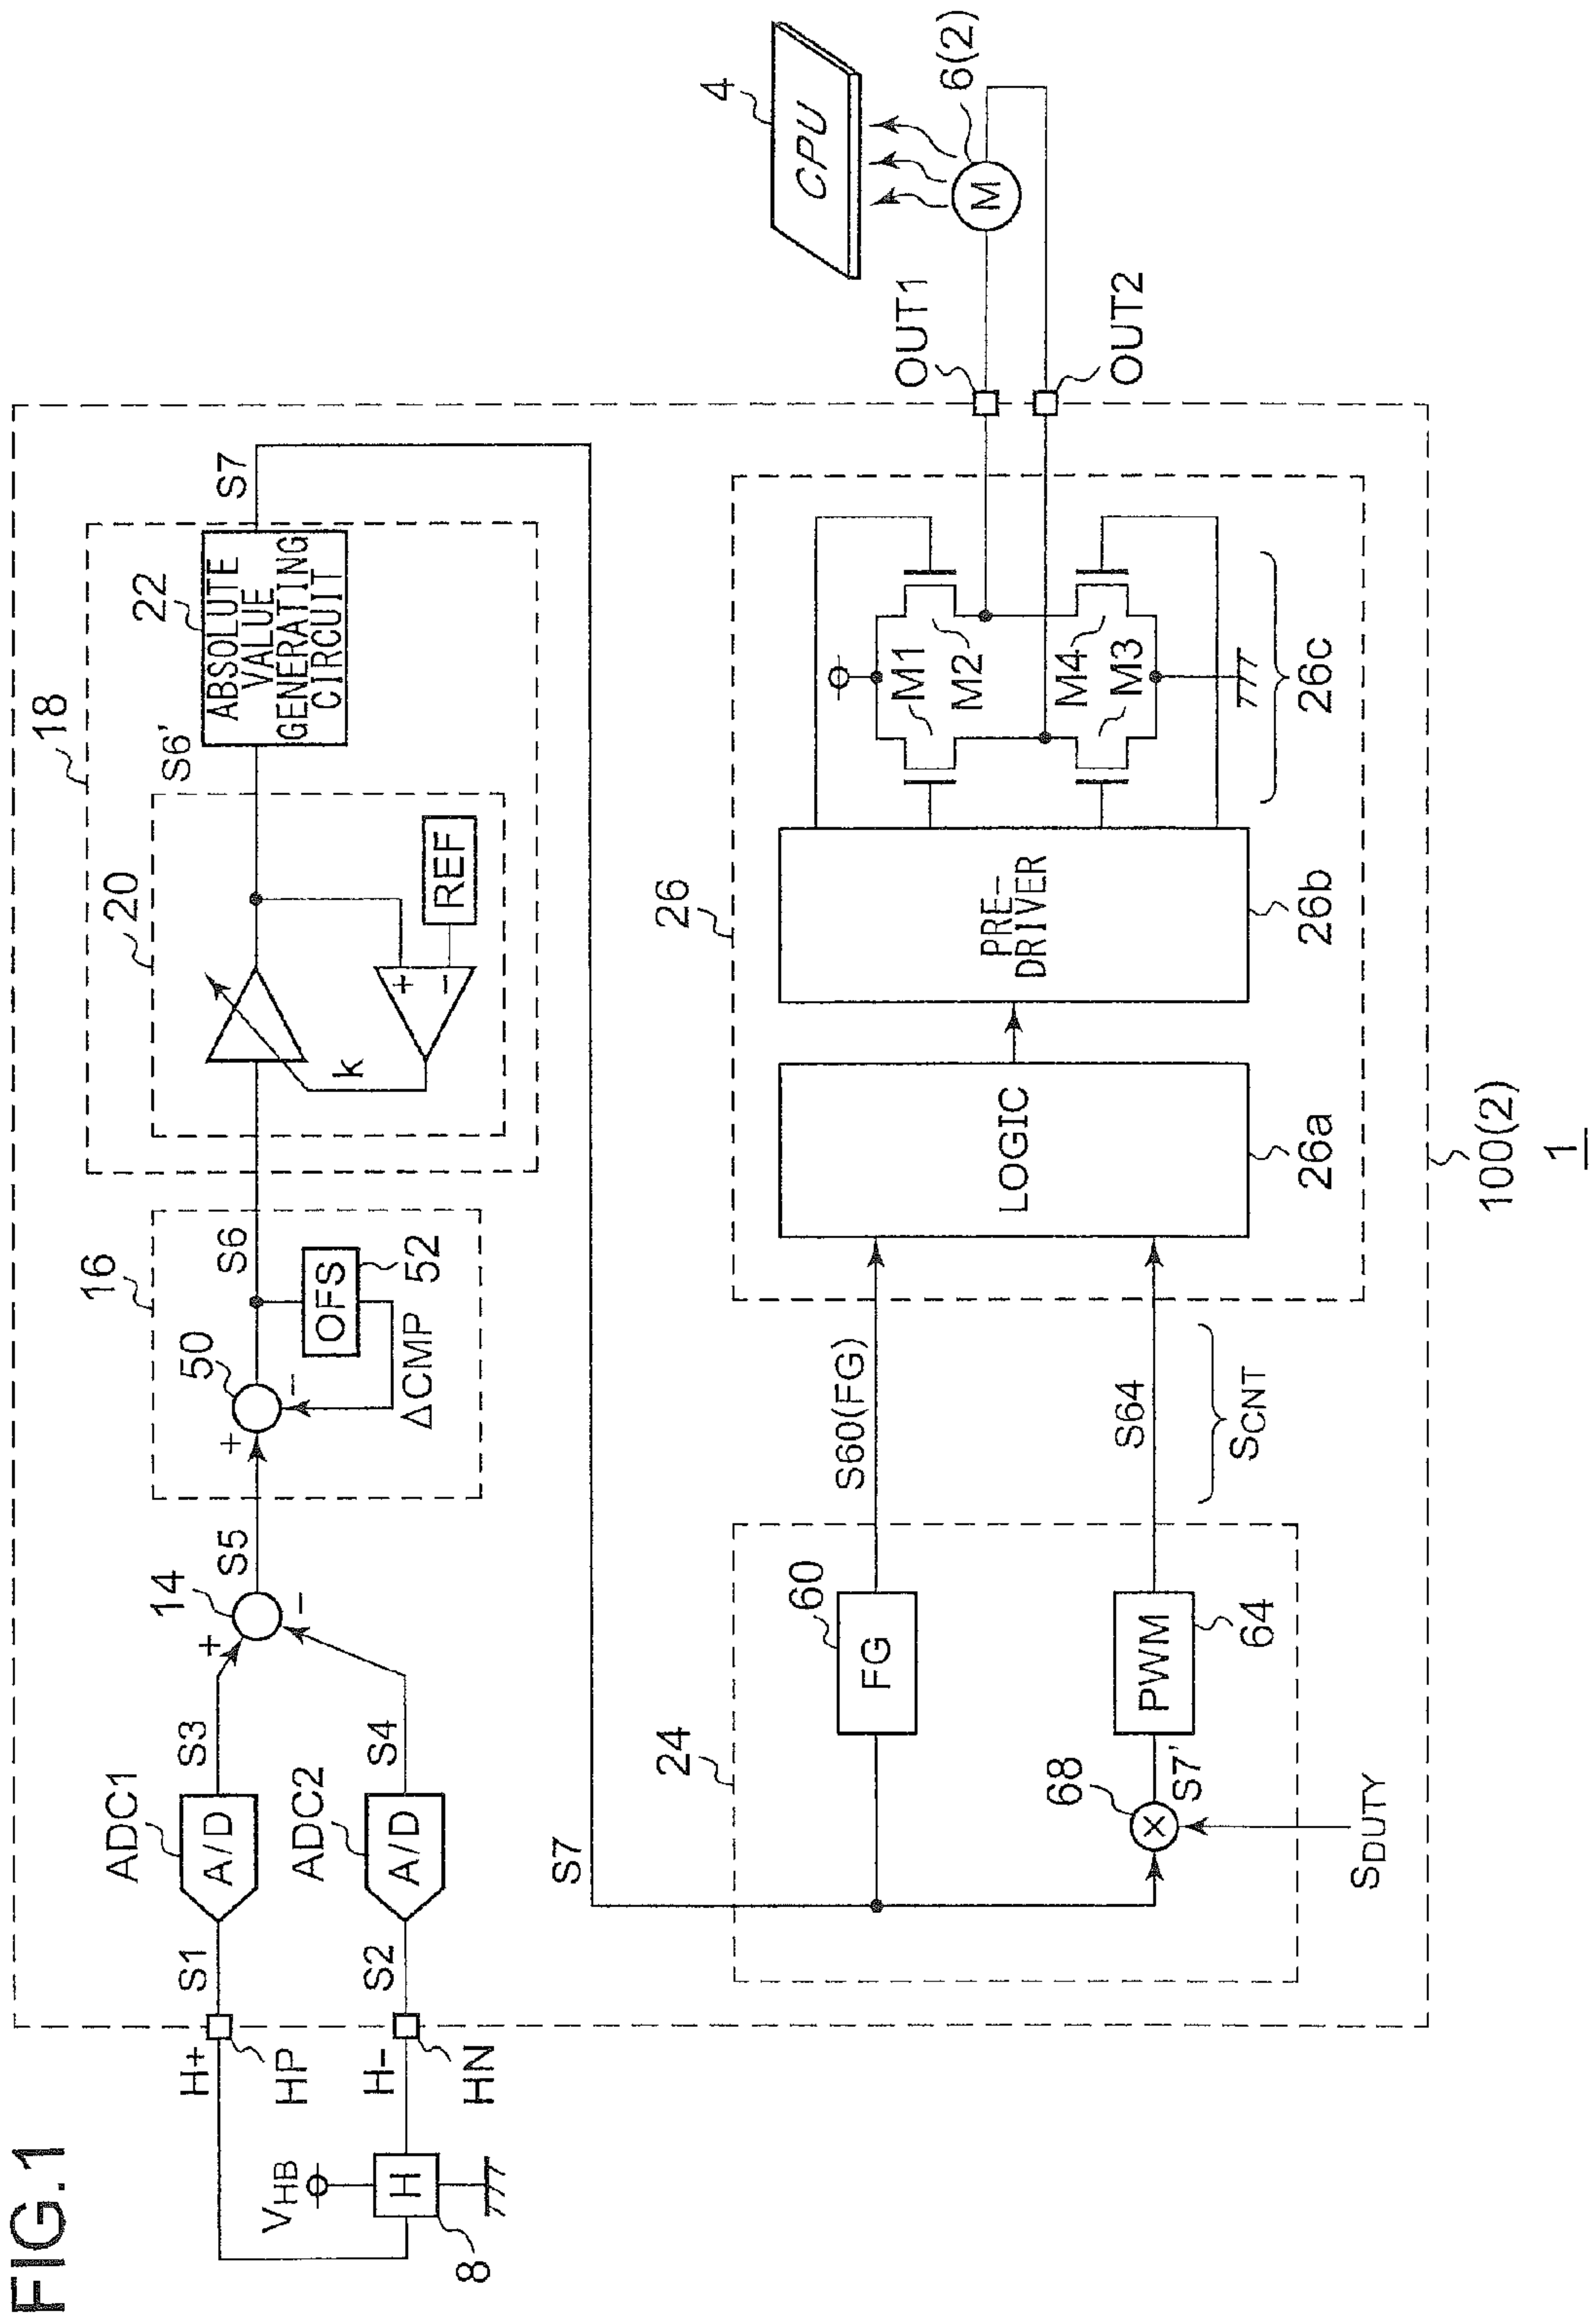 FIG.1
18
22
S6'
ABSOLUTE
VALUE
GENERATING
CIRCUIT
S7
20
k
+
−
REF
16
50
S6
+
−
OFS
52
ΔCMP
14
S5
+
−
ADC1
A/D
S3
ADC2
A/D
S4
S1
S2
H+
HP
H−
HN
VHB
H
8
S7
24
60
FG
68
×
S7'
PWM
64
SDUTY
S60(FG)
S64
SCNT
26
LOGIC
26a
PRE-
DRIVER
26b
M1
M2
M4
M3
26c
OUT1
OUT2
4
CPU
M
6(2)
100(2)
1